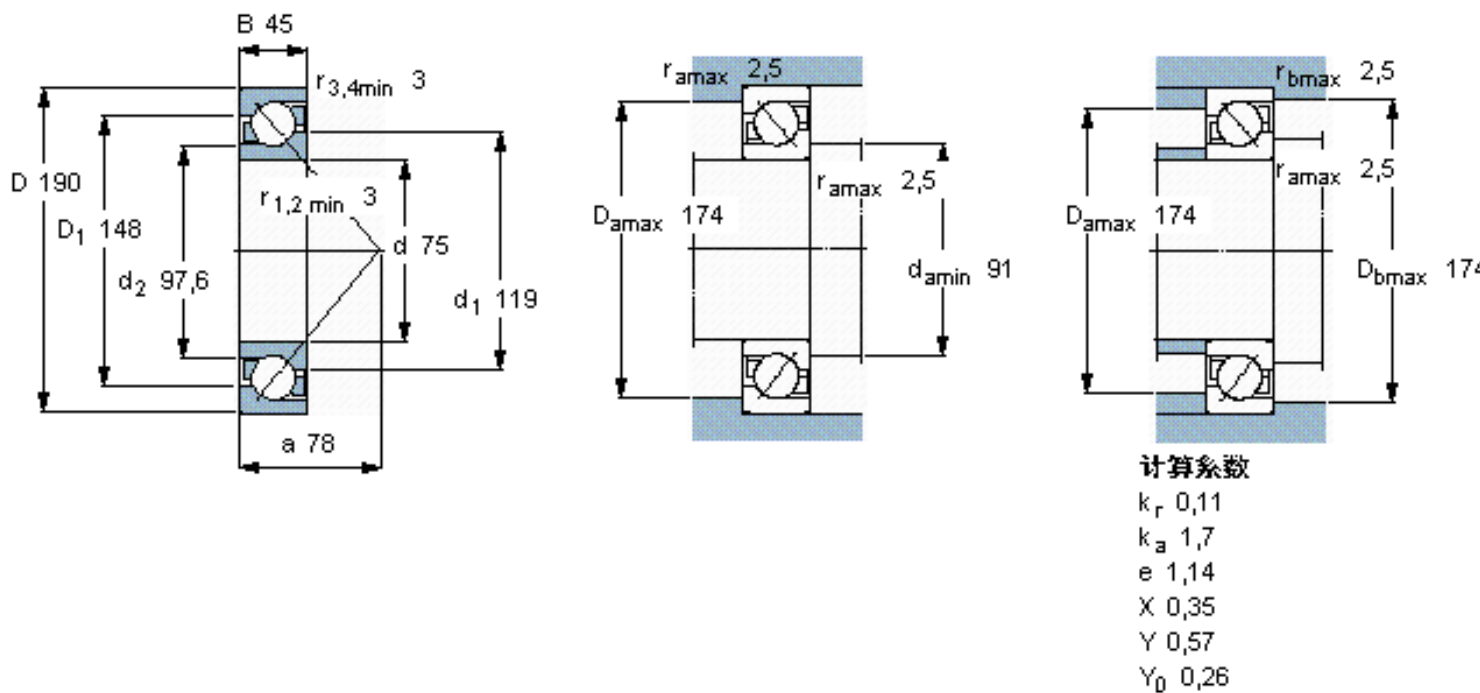 B 45
r3,4min 3
D 190
D1 148
r1,2 min 3
d 75
d2 97,6
d1 119
a 78
ramax 2,5
ramax 2,5
Damax 174
damin 91
rbmax 2,5
ramax 2,5
Damax 174
Dbmax 174
计算系数
kr 0,11
ka 1,7
e 1,14
X 0,35
Y 0,57
Y0 0,26